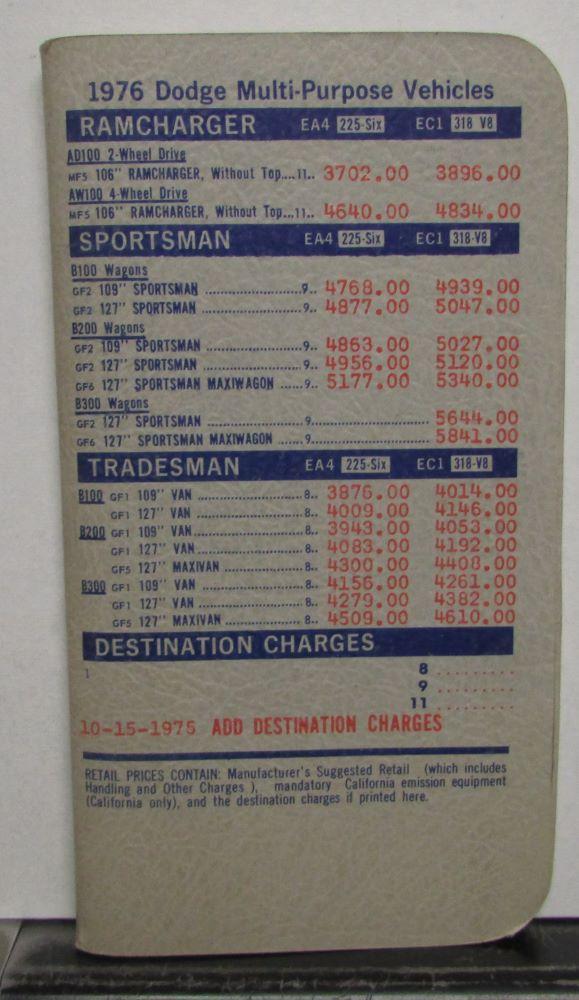 1976 Dodge Multi-Purpose Vehicles
RAMCHARGER EA4 225-Six EC1 318 V8
AD100 2-Wheel Drive
MF5 106" RAMCHARGER, Without Top....11.. 3702.00 3896.00
AW100 4-Wheel Drive
MF5 106" RAMCHARGER, Without Top...11.. 4640.00 4834.00
SPORTSMAN EA4 225-Six EC1 318-V8
B100 Wagons
GF2 109" SPORTSMAN ........................9.. 4768.00 4939.00
GF2 127" SPORTSMAN ........................9.. 4877.00 5047.00
B200 Wagons
GF2 109" SPORTSMAN ........................9.. 4863.00 5027.00
GF2 127" SPORTSMAN ........................9.. 4956.00 5120.00
GF6 127" SPORTSMAN MAXIWAGON ......9.. 5177.00 5340.00
B300 Wagons
GF2 127" SPORTSMAN ........................9............................ 5644.00
GF6 127" SPORTSMAN MAXIWAGON ........9............................ 5841.00
TRADESMAN EA4 225-Six EC1 318-V8
B100 GF1 109" VAN ........................8.. 3876.00 4014.00
GF1 127" VAN ........................8.. 4009.00 4146.00
B200 GF1 109" VAN ........................8.. 3943.00 4053.00
GF1 127" VAN ........................8.. 4083.00 4192.00
GF5 127" MAXIVAN ..................8.. 4300.00 4408.00
B300 GF1 109" VAN ........................8.. 4156.00 4261.00
GF1 127" VAN ........................8.. 4279.00 4382.00
GF5 127" MAXIVAN ..................8.. 4509.00 4610.00
DESTINATION CHARGES
1 8 .........
9 .........
11 .........
10-15-1975 ADD DESTINATION CHARGES
RETAIL PRICES CONTAIN: Manufacturer's Suggested Retail (which includes
Handling and Other Charges ), mandatory California emission equipment
(California only), and the destination charges if printed here.